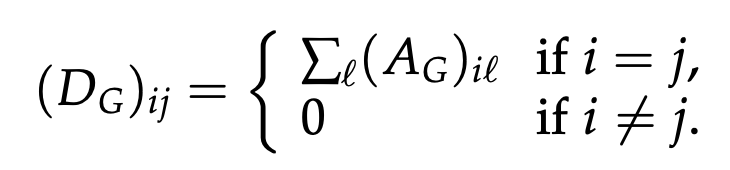 (D_G)_{ij} = { ∑_ℓ(A_G)_{iℓ} if i = j,
0 if i ≠ j.